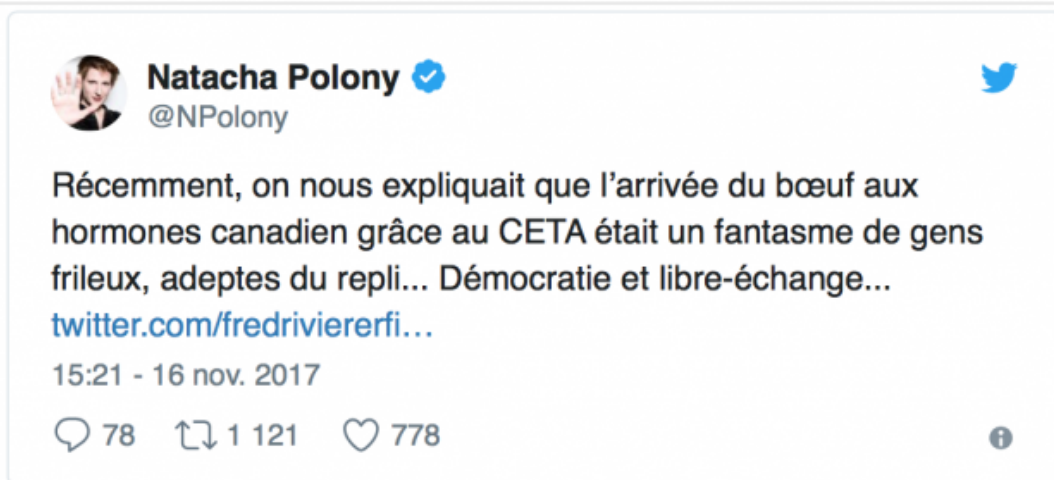 Natacha Polony
@NPolony
Récemment, on nous expliquait que l’arrivée du bœuf aux
hormones canadien grâce au CETA était un fantasme de gens
frileux, adeptes du repli... Démocratie et libre-échange...
twitter.com/fredriviererfi…
15:21 - 16 nov. 2017
78 1 121 778